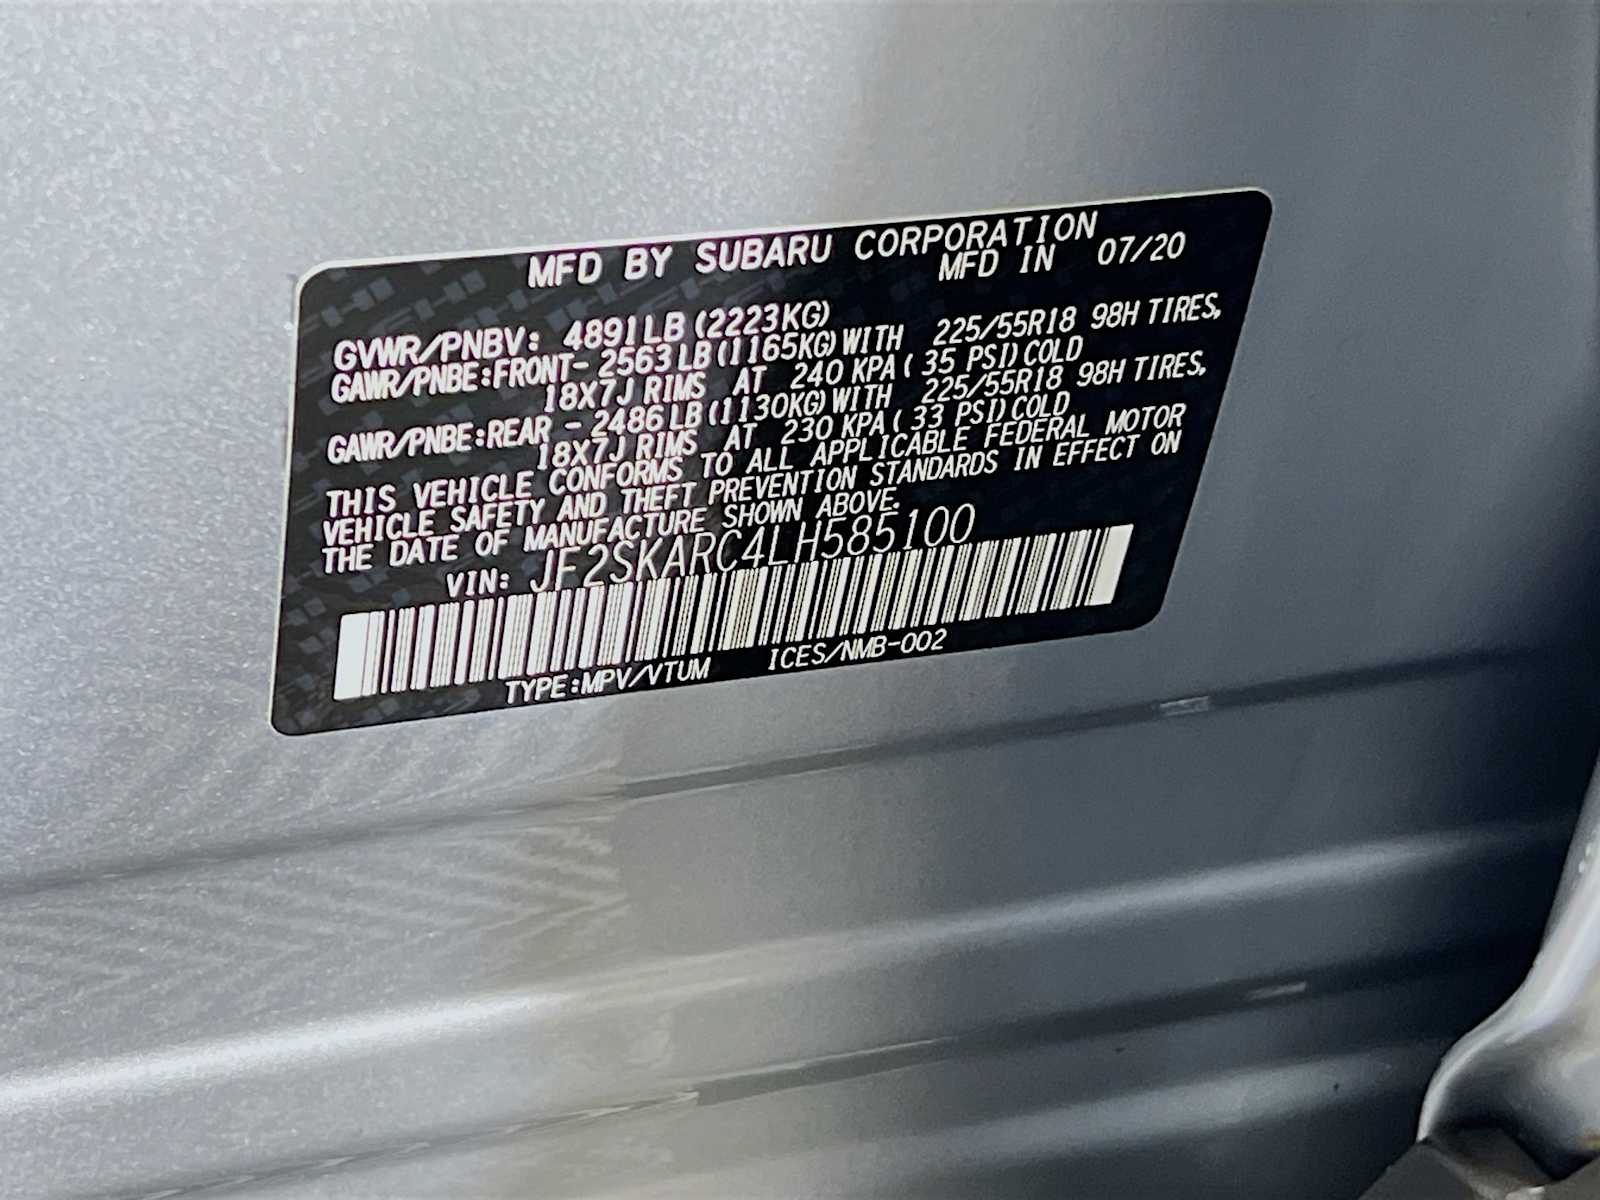 MFD BY SUBARU CORPORATION
MFD IN 07/20
GVWR/PNBV: 4891LB (2223KG)
GAWR/PNBE:FRONT- 2563LB(1165KG)WITH 225/55R18 98H TIRES,
18X7J RIMS AT 240 KPA( 35 PSI)COLD
GAWR/PNBE:REAR - 2486LB(1130KG)WITH 225/55R18 98H TIRES,
18X7J RIMS AT 230 KPA( 33 PSI)COLD
THIS VEHICLE CONFORMS TO ALL APPLICABLE FEDERAL MOTOR
VEHICLE SAFETY AND THEFT PREVENTION STANDARDS IN EFFECT ON
THE DATE OF MANUFACTURE SHOWN ABOVE.
VIN: JF2SKARC4LH585100
TYPE:MPV/VTUM ICES/NMB-002